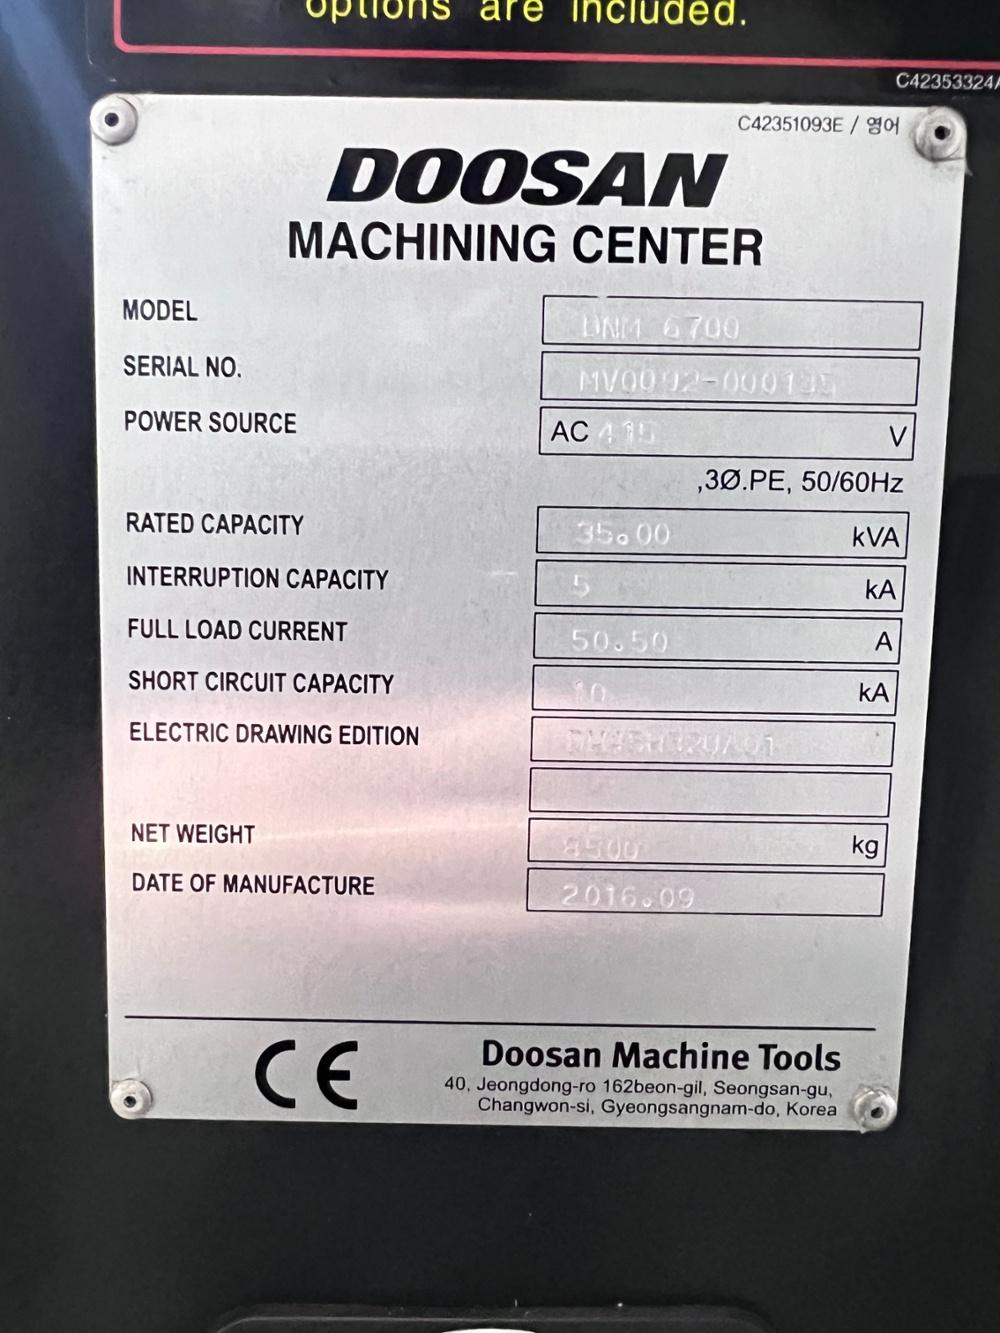 options are included.
C42353324A
C42351093E / 영어
DOOSAN
MACHINING CENTER
MODEL DNM 6700
SERIAL NO. MV0092-000135
POWER SOURCE AC 415 V
,3Ø.PE, 50/60Hz
RATED CAPACITY 35.00 kVA
INTERRUPTION CAPACITY 5 kA
FULL LOAD CURRENT 50.50 A
SHORT CIRCUIT CAPACITY 10 kA
ELECTRIC DRAWING EDITION
NET WEIGHT 8500 kg
DATE OF MANUFACTURE 2016.09
CE
Doosan Machine Tools
40, Jeongdong-ro 162beon-gil, Seongsan-gu,
Changwon-si, Gyeongsangnam-do, Korea